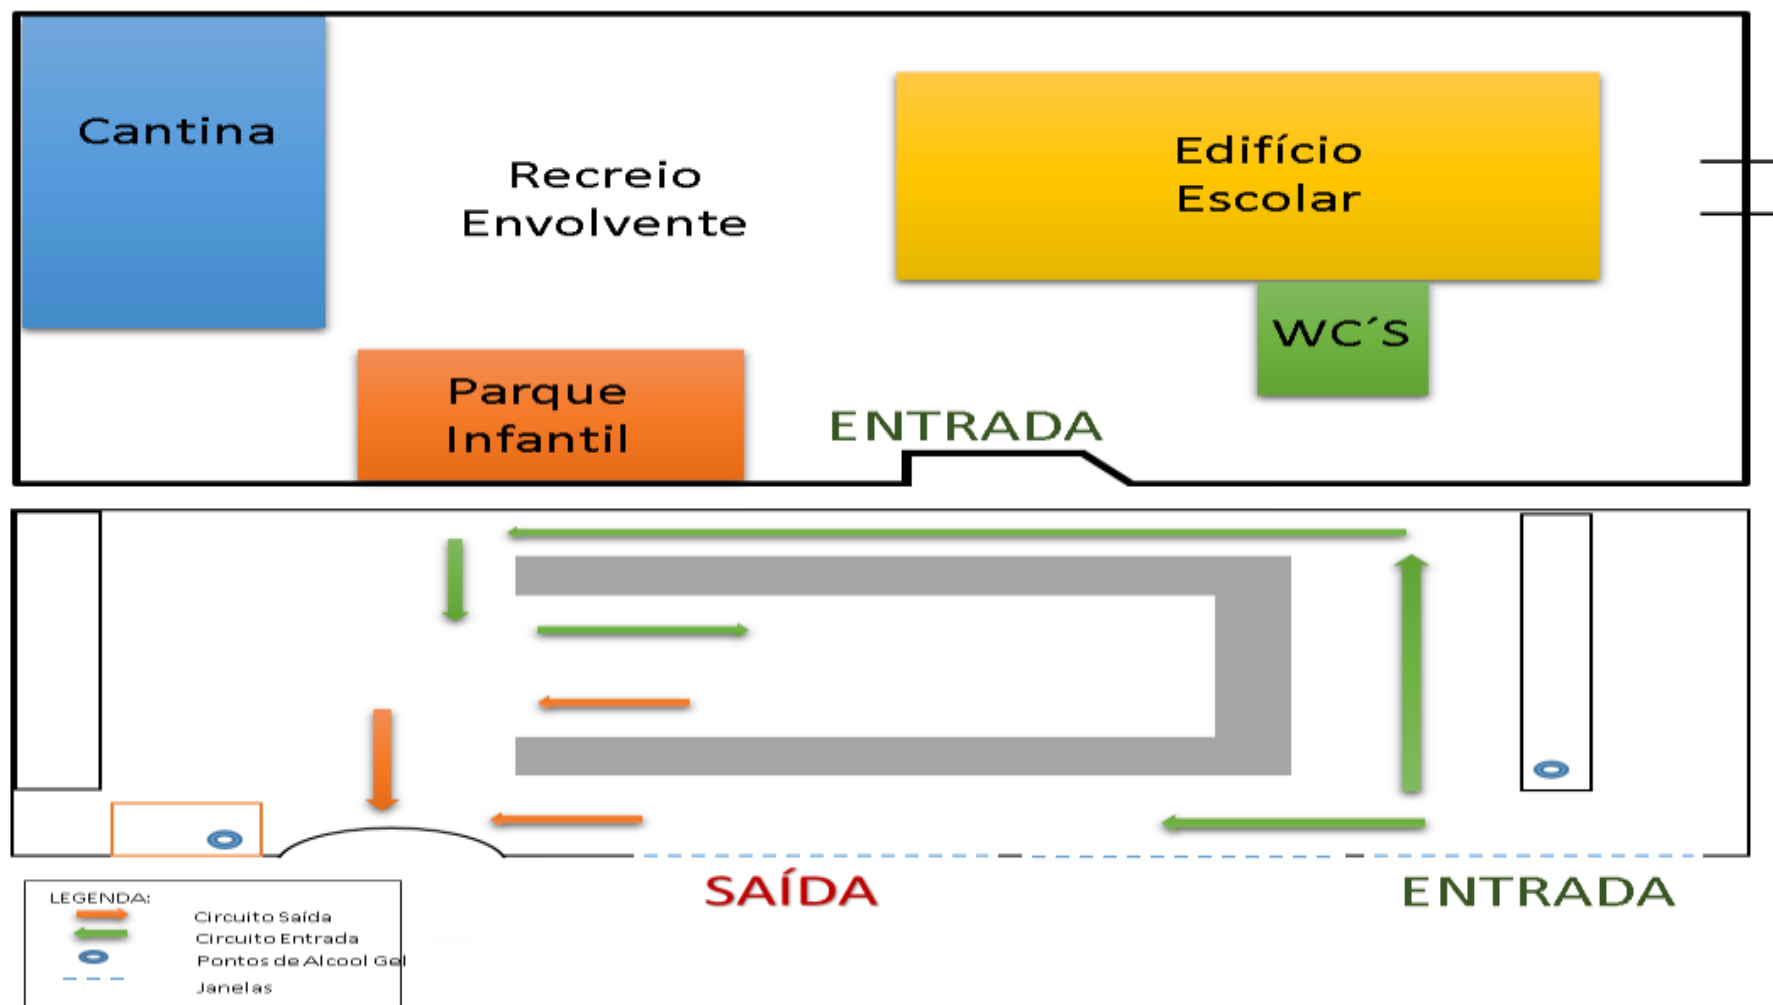 Cantina
Recreio
Envolvente
Edifício
Escolar
WC´S
Parque
Infantil
ENTRADA
SAÍDA
ENTRADA
LEGENDA:
Circuito Saída
Circuito Entrada
Pontos de Alcool Gel
Janelas